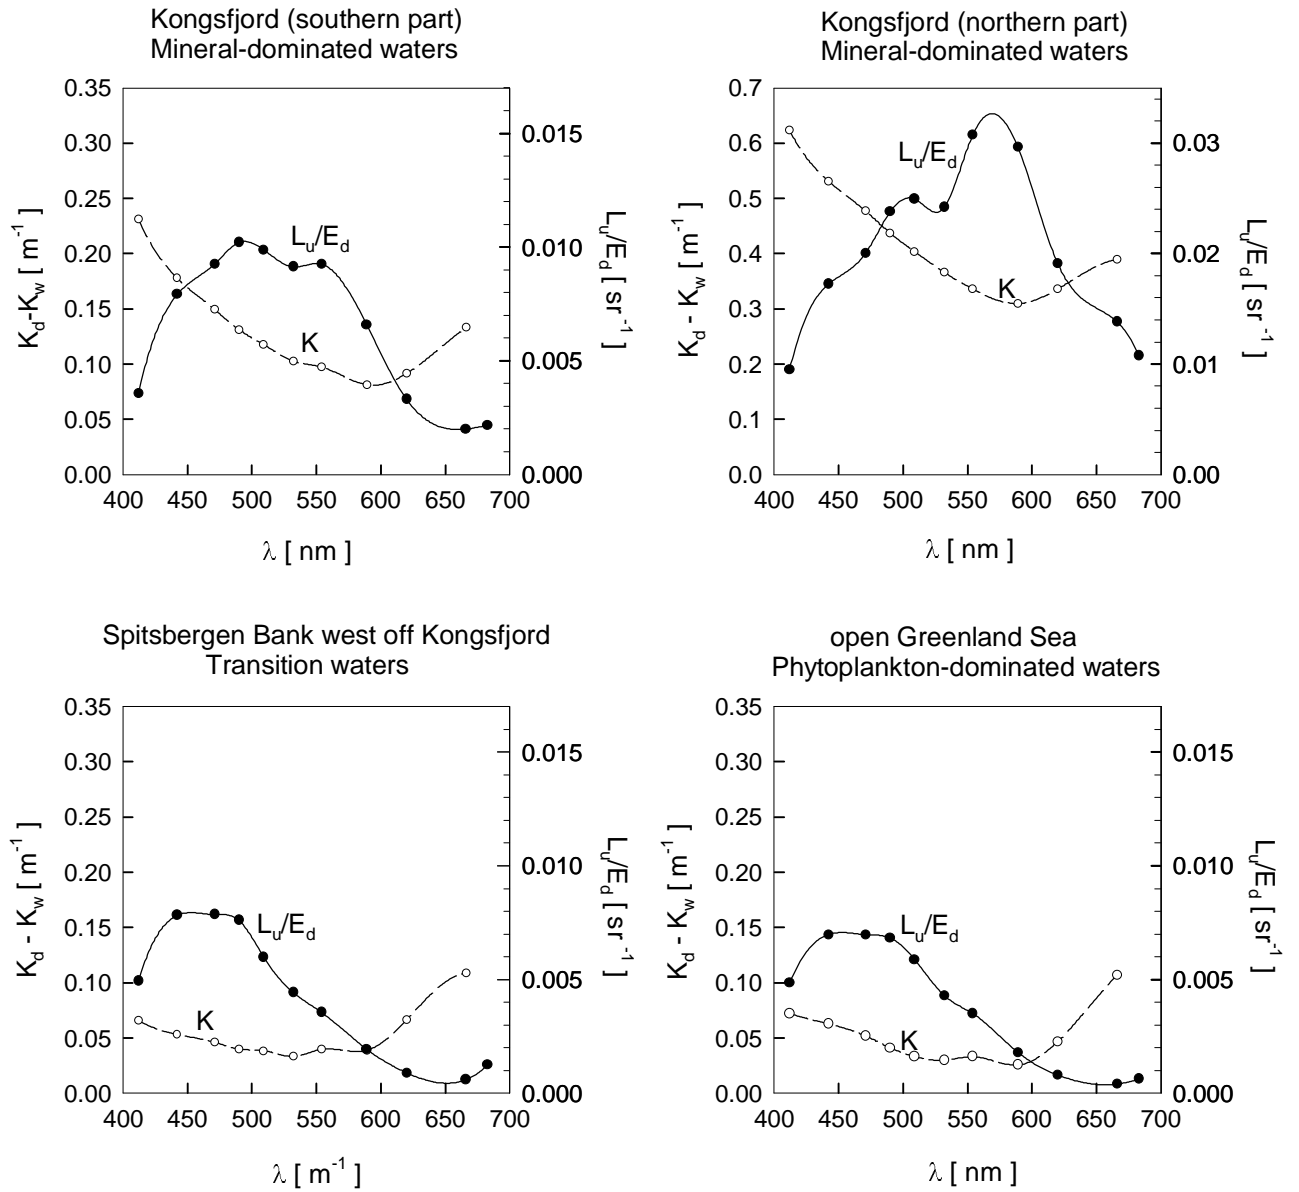 Kongsfjord (southern part)
Mineral-dominated waters
0.35
0.30
0.25
0.20
0.15
0.10
0.05
0.00
K_d-K_w [ m^-1 ]
L_u/E_d
K
0.015
0.010
0.005
0.000
L_u/E_d [ sr^-1 ]
400 450 500 550 600 650 700
λ [ nm ]
Kongsfjord (northern part)
Mineral-dominated waters
0.7
0.6
0.5
0.4
0.3
0.2
0.1
0.0
K_d - K_w [ m^-1 ]
L_u/E_d
K
0.03
0.02
0.01
0.00
L_u/E_d [ sr^-1 ]
400 450 500 550 600 650 700
λ [ nm ]
Spitsbergen Bank west off Kongsfjord
Transition waters
0.35
0.30
0.25
0.20
0.15
0.10
0.05
0.00
K_d - K_w [ m^-1 ]
L_u/E_d
K
0.015
0.010
0.005
0.000
L_u/E_d [ sr^-1 ]
400 450 500 550 600 650 700
λ [ m^-1 ]
open Greenland Sea
Phytoplankton-dominated waters
0.35
0.30
0.25
0.20
0.15
0.10
0.05
0.00
K_d - K_w [ m^-1 ]
L_u/E_d
K
0.015
0.010
0.005
0.000
L_u/E_d [ sr^-1 ]
400 450 500 550 600 650 700
λ [ nm ]